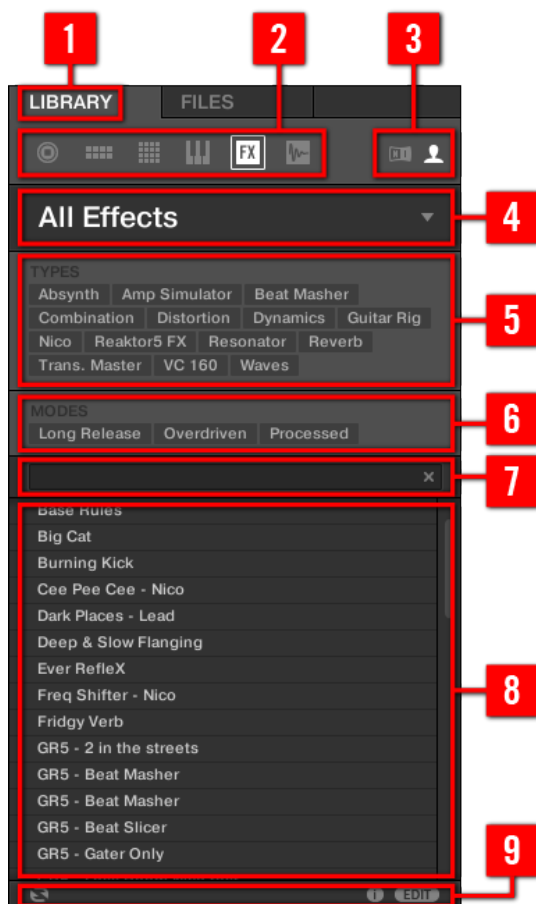 1 2 3
LIBRARY FILES
FX NI
All Effects
4
TYPES
Absynth Amp Simulator Beat Masher
Combination Distortion Dynamics Guitar Rig
5
Nico Reaktor5 FX Resonator Reverb
Trans. Master VC 160 Waves
MODES
6
Long Release Overdriven Processed
7
Base Rules
Big Cat
Burning Kick
Cee Pee Cee - Nico
Dark Places - Lead
Deep & Slow Flanging
Ever RefleX
Freq Shifter - Nico
8
Fridgy Verb
GR5 - 2 in the streets
GR5 - Beat Masher
GR5 - Beat Masher
GR5 - Beat Slicer
GR5 - Gater Only
9
i EDIT